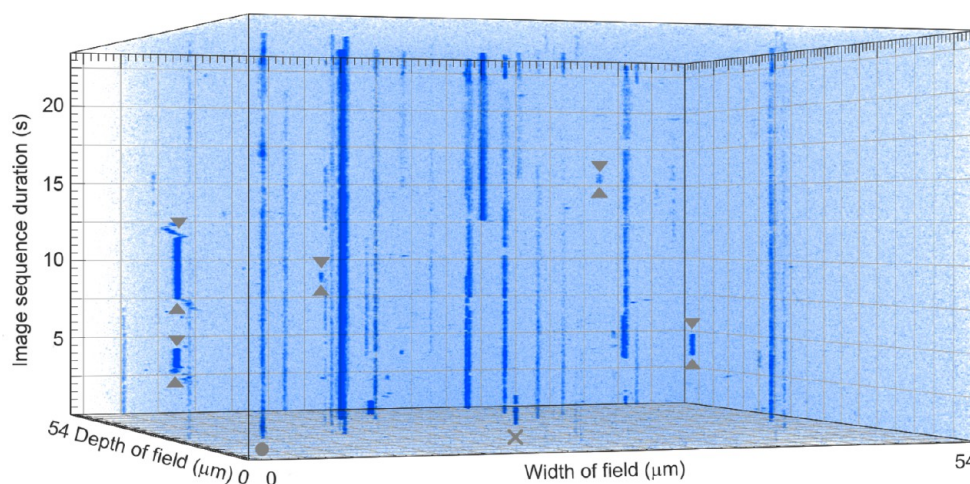 20
15
10
5
Image sequence duration (s)
54 Depth of field (μm) 0
0 Width of field (μm) 54